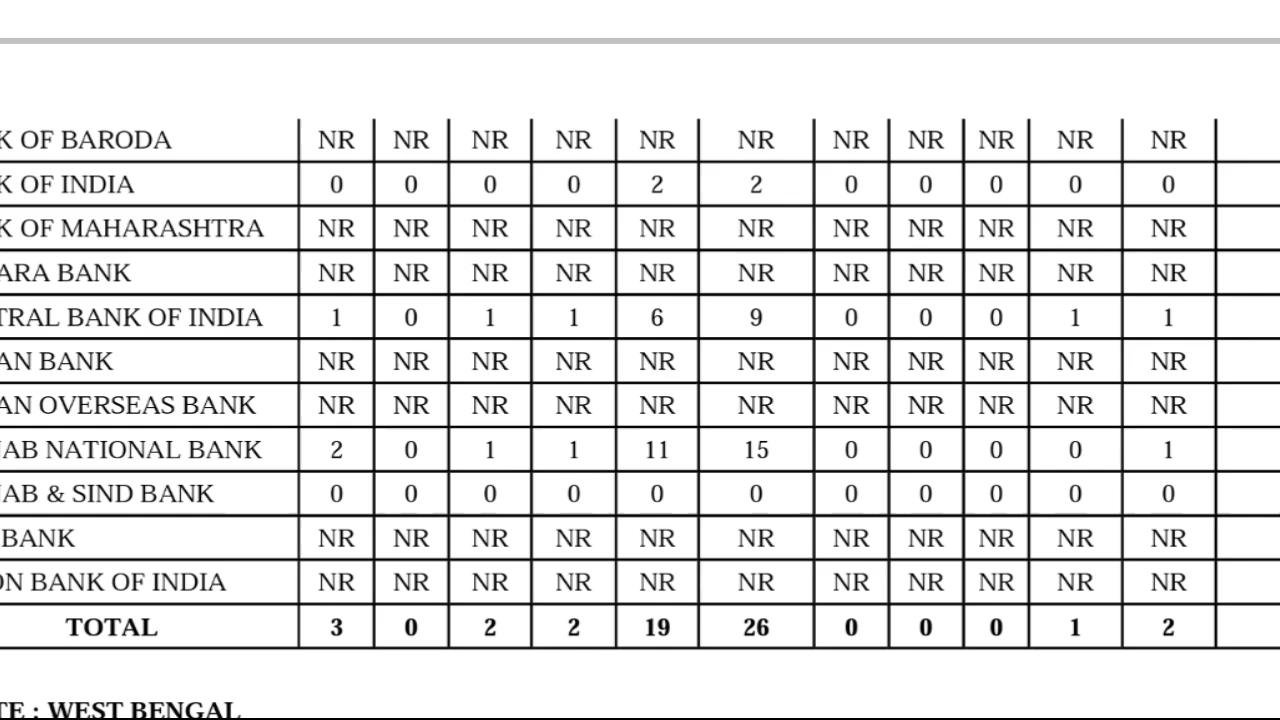 K OF BARODA NR NR NR NR NR NR NR NR NR NR NR
K OF INDIA 0 0 0 0 2 2 0 0 0 0 0
K OF MAHARASHTRA NR NR NR NR NR NR NR NR NR NR NR
ARA BANK NR NR NR NR NR NR NR NR NR NR NR
TRAL BANK OF INDIA 1 0 1 1 6 9 0 0 0 1 1
AN BANK NR NR NR NR NR NR NR NR NR NR NR
AN OVERSEAS BANK NR NR NR NR NR NR NR NR NR NR NR
JAB NATIONAL BANK 2 0 1 1 11 15 0 0 0 0 1
JAB & SIND BANK 0 0 0 0 0 0 0 0 0 0 0
BANK NR NR NR NR NR NR NR NR NR NR NR
ON BANK OF INDIA NR NR NR NR NR NR NR NR NR NR NR
TOTAL 3 0 2 2 19 26 0 0 0 1 2
TE : WEST BENGAL